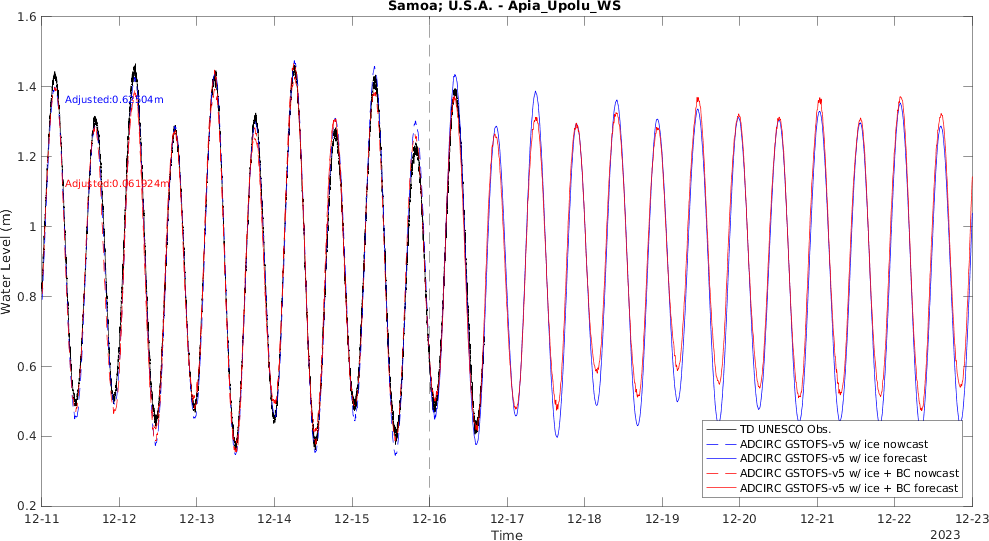 Samoa; U.S.A. - Apia_Upolu_WS
1.6
1.4
1.2
1
0.8
0.6
0.4
0.2
Water Level (m)
Adjusted:0.63504m
Adjusted:0.061924m
TD UNESCO Obs.
ADCIRC GSTOFS-v5 w/ ice nowcast
ADCIRC GSTOFS-v5 w/ ice forecast
ADCIRC GSTOFS-v5 w/ ice + BC nowcast
ADCIRC GSTOFS-v5 w/ ice + BC forecast
12-11 12-12 12-13 12-14 12-15 12-16 12-17 12-18 12-19 12-20 12-21 12-22 12-23
Time
2023